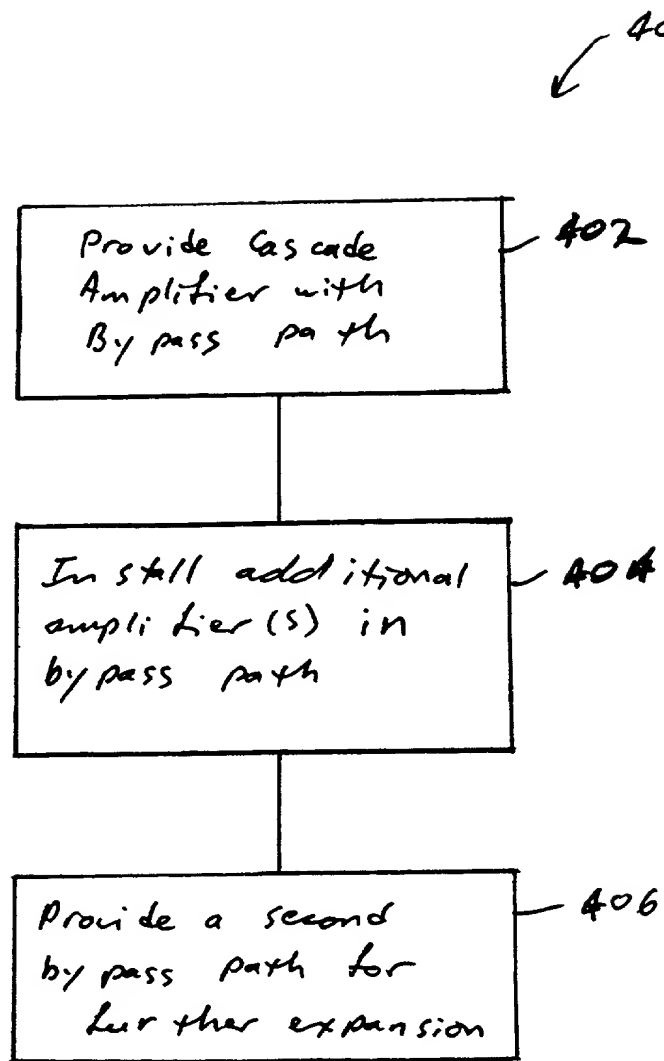 Provide Cascade
Amplifier with
Bypass path
402
Install additional
amplifier(s) in
bypass path
404
Provide a second
bypass path for
further expansion
406